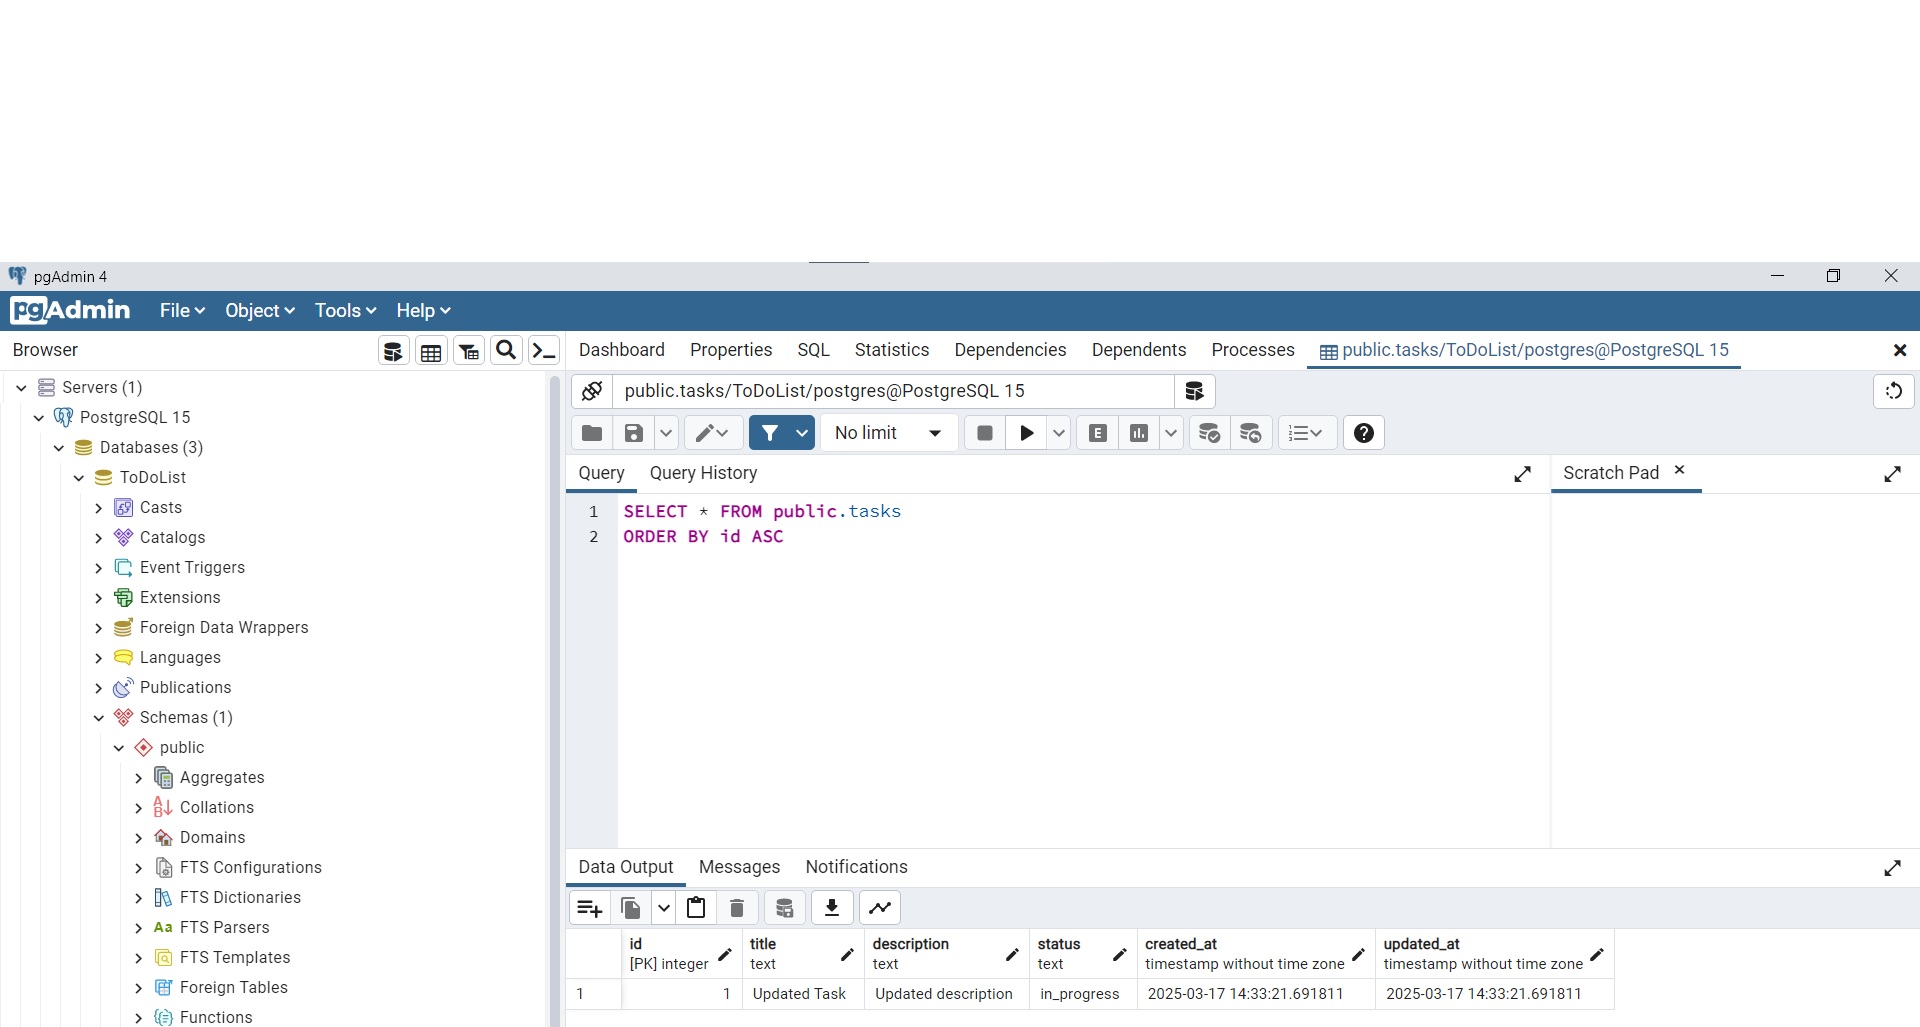 pgAdmin 4
pgAdmin File Object Tools Help
Browser
Servers (1)
PostgreSQL 15
Databases (3)
ToDoList
Casts
Catalogs
Event Triggers
Extensions
Foreign Data Wrappers
Languages
Publications
Schemas (1)
public
Aggregates
Collations
Domains
FTS Configurations
FTS Dictionaries
Aa FTS Parsers
FTS Templates
Foreign Tables
Functions
Dashboard Properties SQL Statistics Dependencies Dependents Processes public.tasks/ToDoList/postgres@PostgreSQL 15
public.tasks/ToDoList/postgres@PostgreSQL 15
No limit E
Query Query History
Scratch Pad
1 SELECT * FROM public.tasks
2 ORDER BY id ASC
Data Output Messages Notifications
id title description status created_at updated_at
[PK] integer text text text timestamp without time zone timestamp without time zone
1 1 Updated Task Updated description in_progress 2025-03-17 14:33:21.691811 2025-03-17 14:33:21.691811